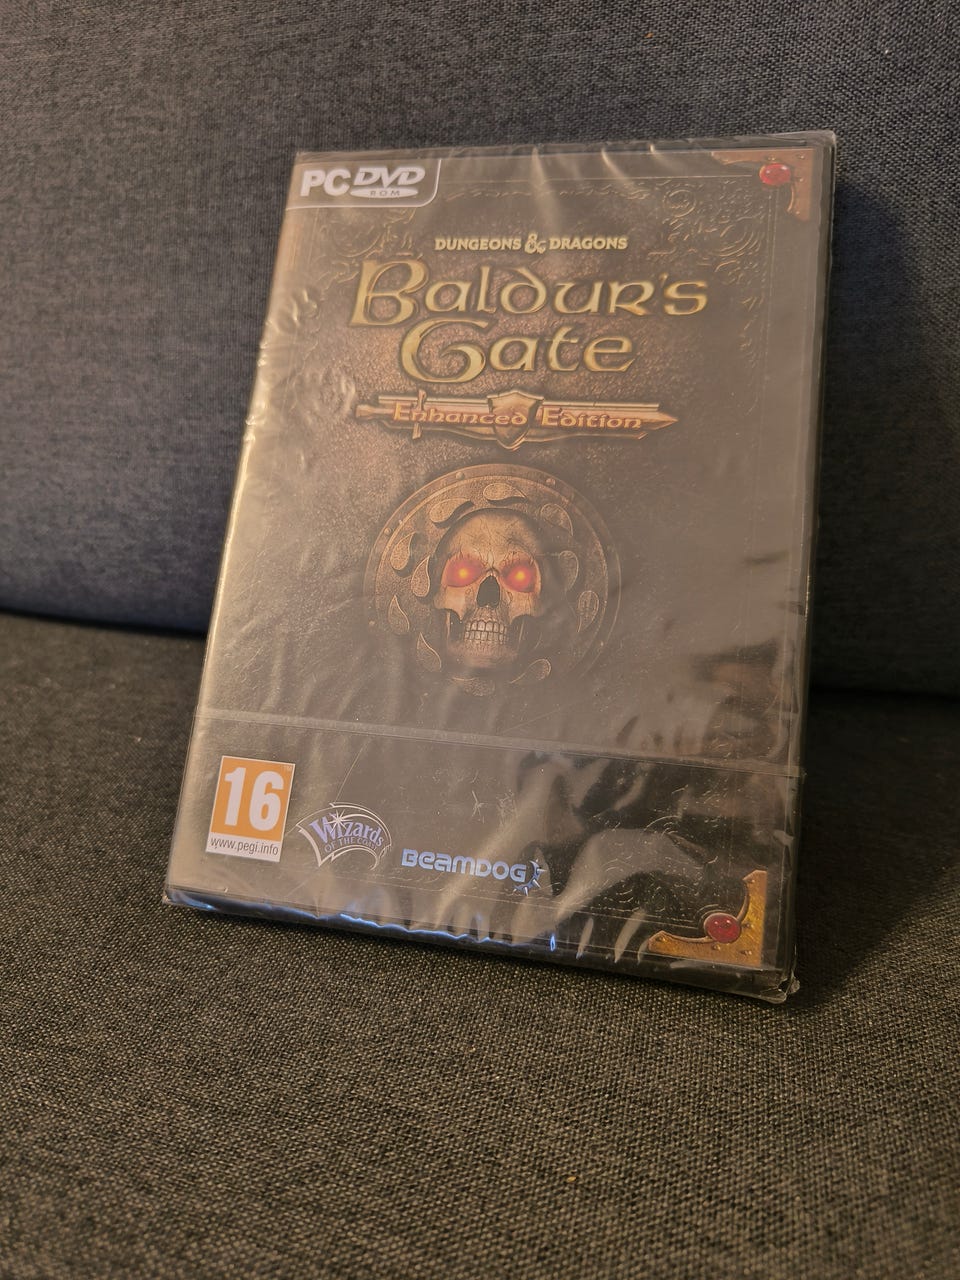 PC DVD
ROM
DUNGEONS & DRAGONS
Baldur's
Gate
Enhanced Edition
16
www.pegi.info
Wizards
OF THE COAST
BEAMDOG